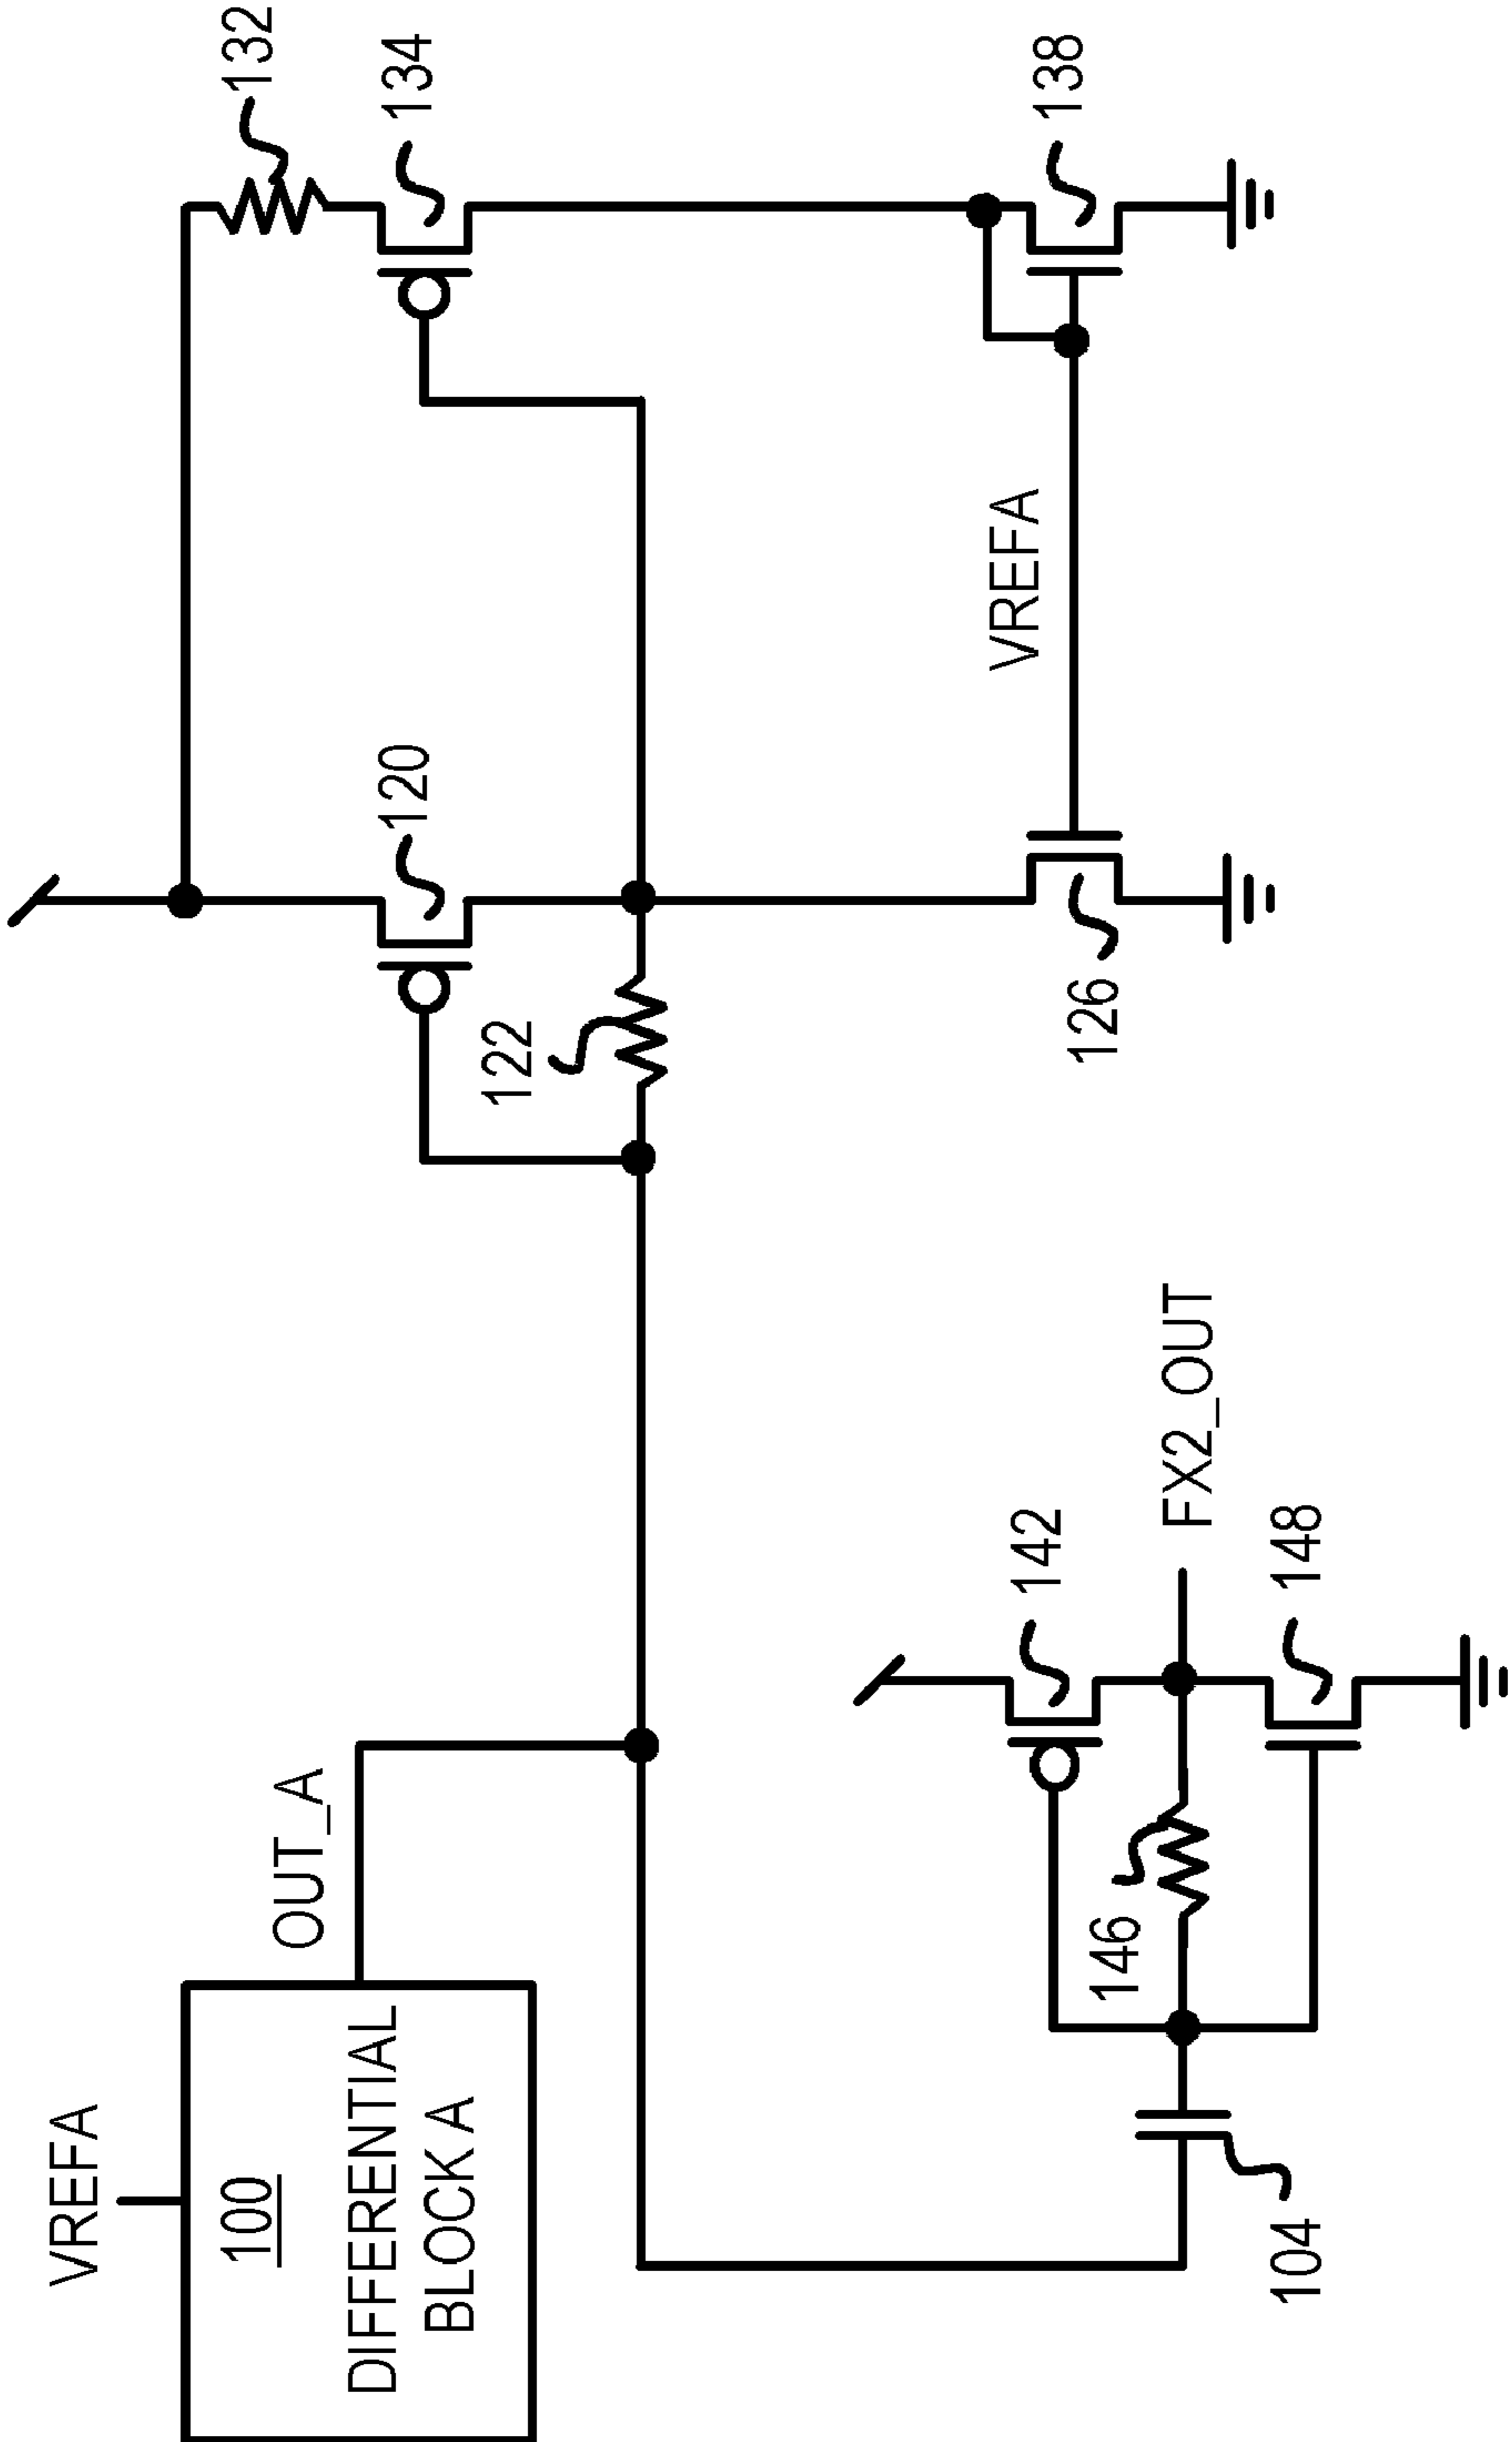 VREFA
100
DIFFERENTIAL
BLOCK A
OUT_A
122
120
132
134
VREFA
126
138
104
146
142
FX2_OUT
148